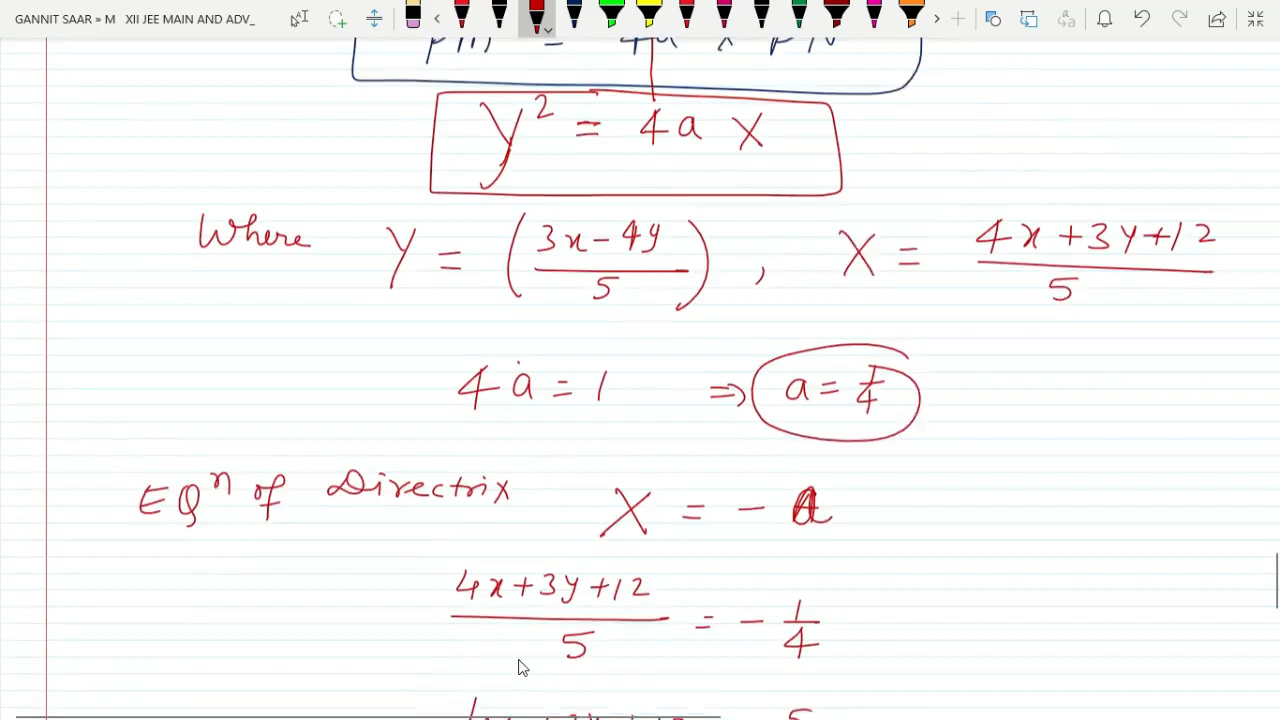 GANNIT SAAR » M XII JEE MAIN AND ADV_
Y² = 4a X
Where Y = (3x - 4y / 5) , X = 4x + 3y + 12 / 5
4a = 1 ⇒ a = 1/4
EQⁿ of Directrix X = - a
4x + 3y + 12 / 5 = - 1/4